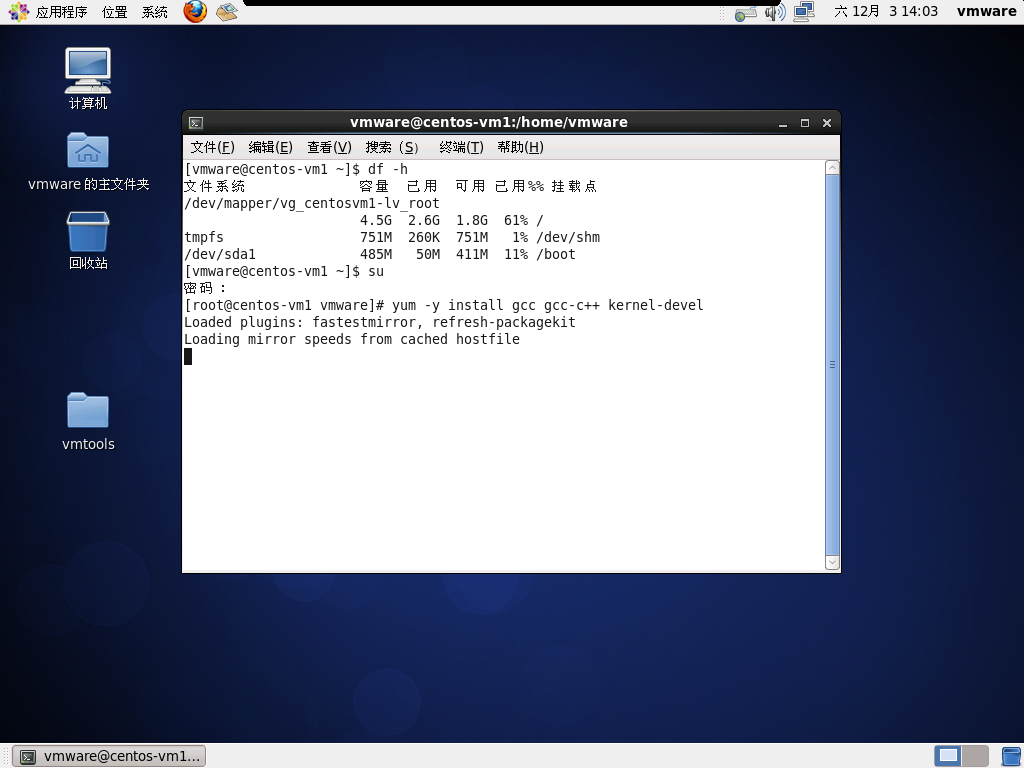 应用程序 位置 系统 六 12月 3 14:03 vmware
计算机
vmware 的主文件夹
回收站
vmtools
vmware@centos-vm1:/home/vmware
文件(F) 编辑(E) 查看(V) 搜索 (S) 终端(T) 帮助(H)
[vmware@centos-vm1 ~]$ df -h
文件系统 容量 已用 可用 已用%% 挂载点
/dev/mapper/vg_centosvm1-lv_root
4.5G 2.6G 1.8G 61% /
tmpfs 751M 260K 751M 1% /dev/shm
/dev/sda1 485M 50M 411M 11% /boot
[vmware@centos-vm1 ~]$ su
密码：
[root@centos-vm1 vmware]# yum -y install gcc gcc-c++ kernel-devel
Loaded plugins: fastestmirror, refresh-packagekit
Loading mirror speeds from cached hostfile
vmware@centos-vm1...